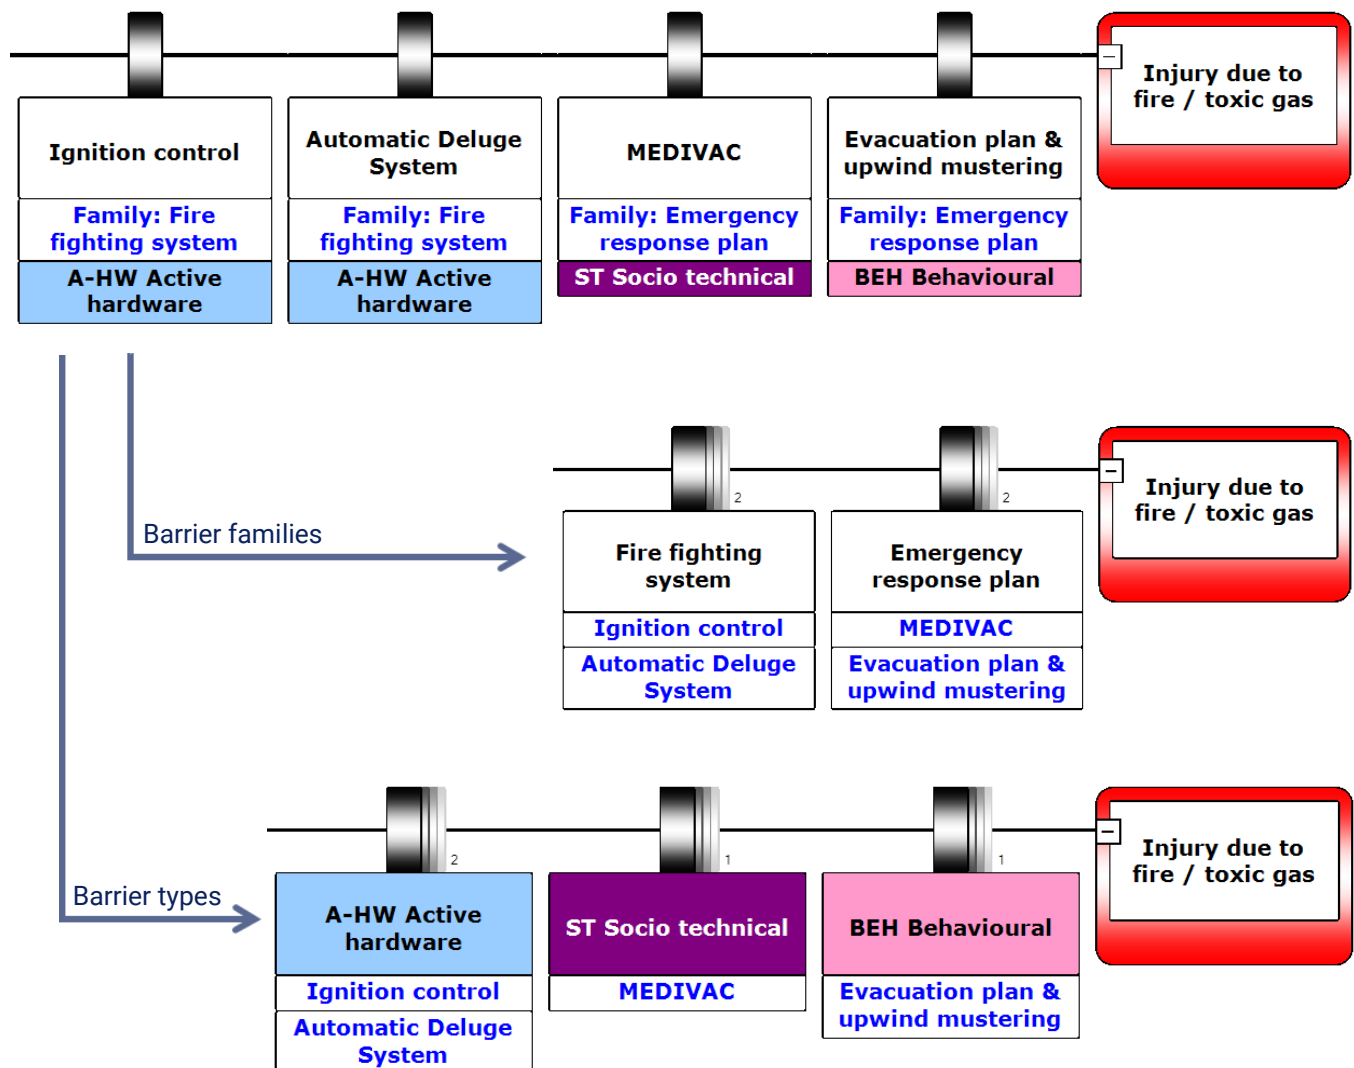 Ignition control
Automatic Deluge
System
MEDIVAC
Evacuation plan &
upwind mustering
Injury due to
fire / toxic gas
Family: Fire
fighting system
Family: Fire
fighting system
Family: Emergency
response plan
Family: Emergency
response plan
A-HW Active
hardware
A-HW Active
hardware
ST Socio technical
BEH Behavioural
Barrier families
2
2
Fire fighting
system
Emergency
response plan
Injury due to
fire / toxic gas
Ignition control
MEDIVAC
Automatic Deluge
System
Evacuation plan &
upwind mustering
Barrier types
2
1
1
A-HW Active
hardware
ST Socio technical
BEH Behavioural
Injury due to
fire / toxic gas
Ignition control
MEDIVAC
Evacuation plan &
upwind mustering
Automatic Deluge
System